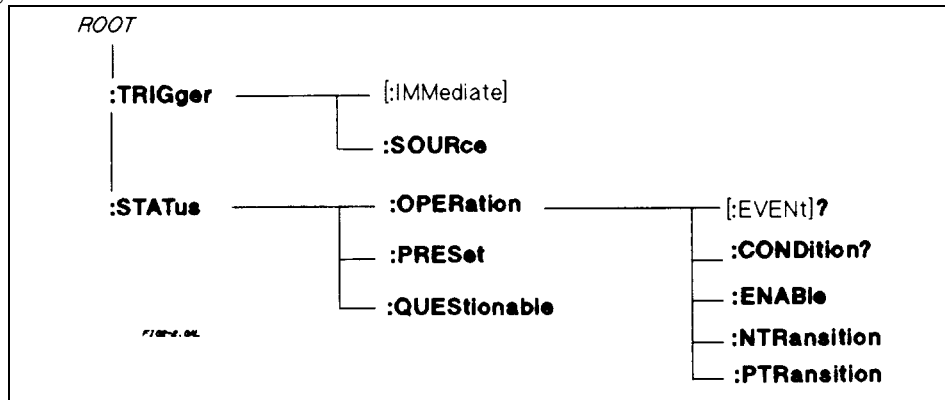 ROOT
:TRIGger [:IMMediate]
:SOURce
:STATus :OPERation [:EVENt]?
:PRESet :CONDition?
:QUEStionable :ENABle
:NTRansition
:PTRansition